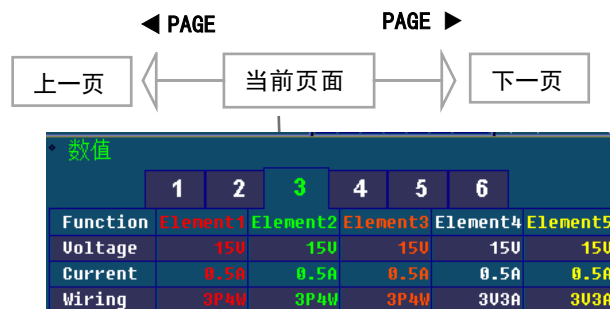 ◀ PAGE PAGE ▶
上一页 当前页面 下一页
数值
1 2 3 4 5 6
Function Element1 Element2 Element3 Element4 Element5
Voltage 15V 15V 15V 15V 15V
Current 0.5A 0.5A 0.5A 0.5A 0.5A
Wiring 3P4W 3P4W 3P4W 3V3A 3V3A